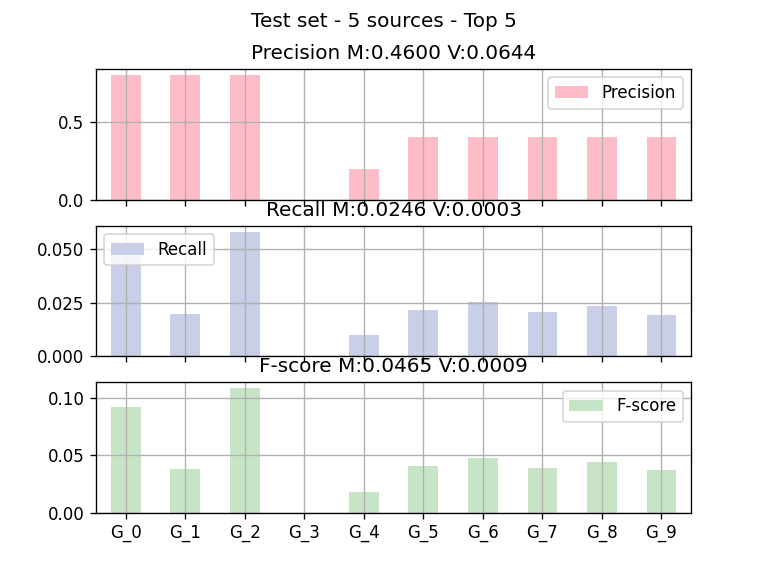 Test set - 5 sources - Top 5
Precision M:0.4600 V:0.0644
Precision
0.5
0.0
Recall M:0.0246 V:0.0003
Recall
0.050
0.025
0.000
F-score M:0.0465 V:0.0009
F-score
0.10
0.05
0.00
G_0 G_1 G_2 G_3 G_4 G_5 G_6 G_7 G_8 G_9